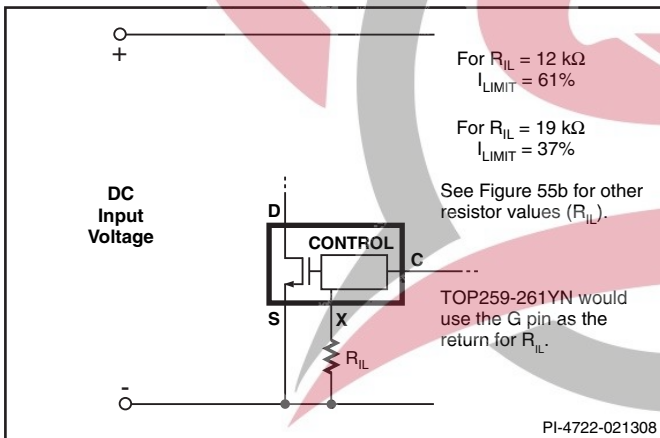 +
For R_IL = 12 kΩ
I_LIMIT = 61%
For R_IL = 19 kΩ
I_LIMIT = 37%
See Figure 55b for other
resistor values (R_IL).
DC
Input
Voltage
D
CONTROL
C
TOP259-261YN would
use the G pin as the
return for R_IL.
S
X
R_IL
-
PI-4722-021308